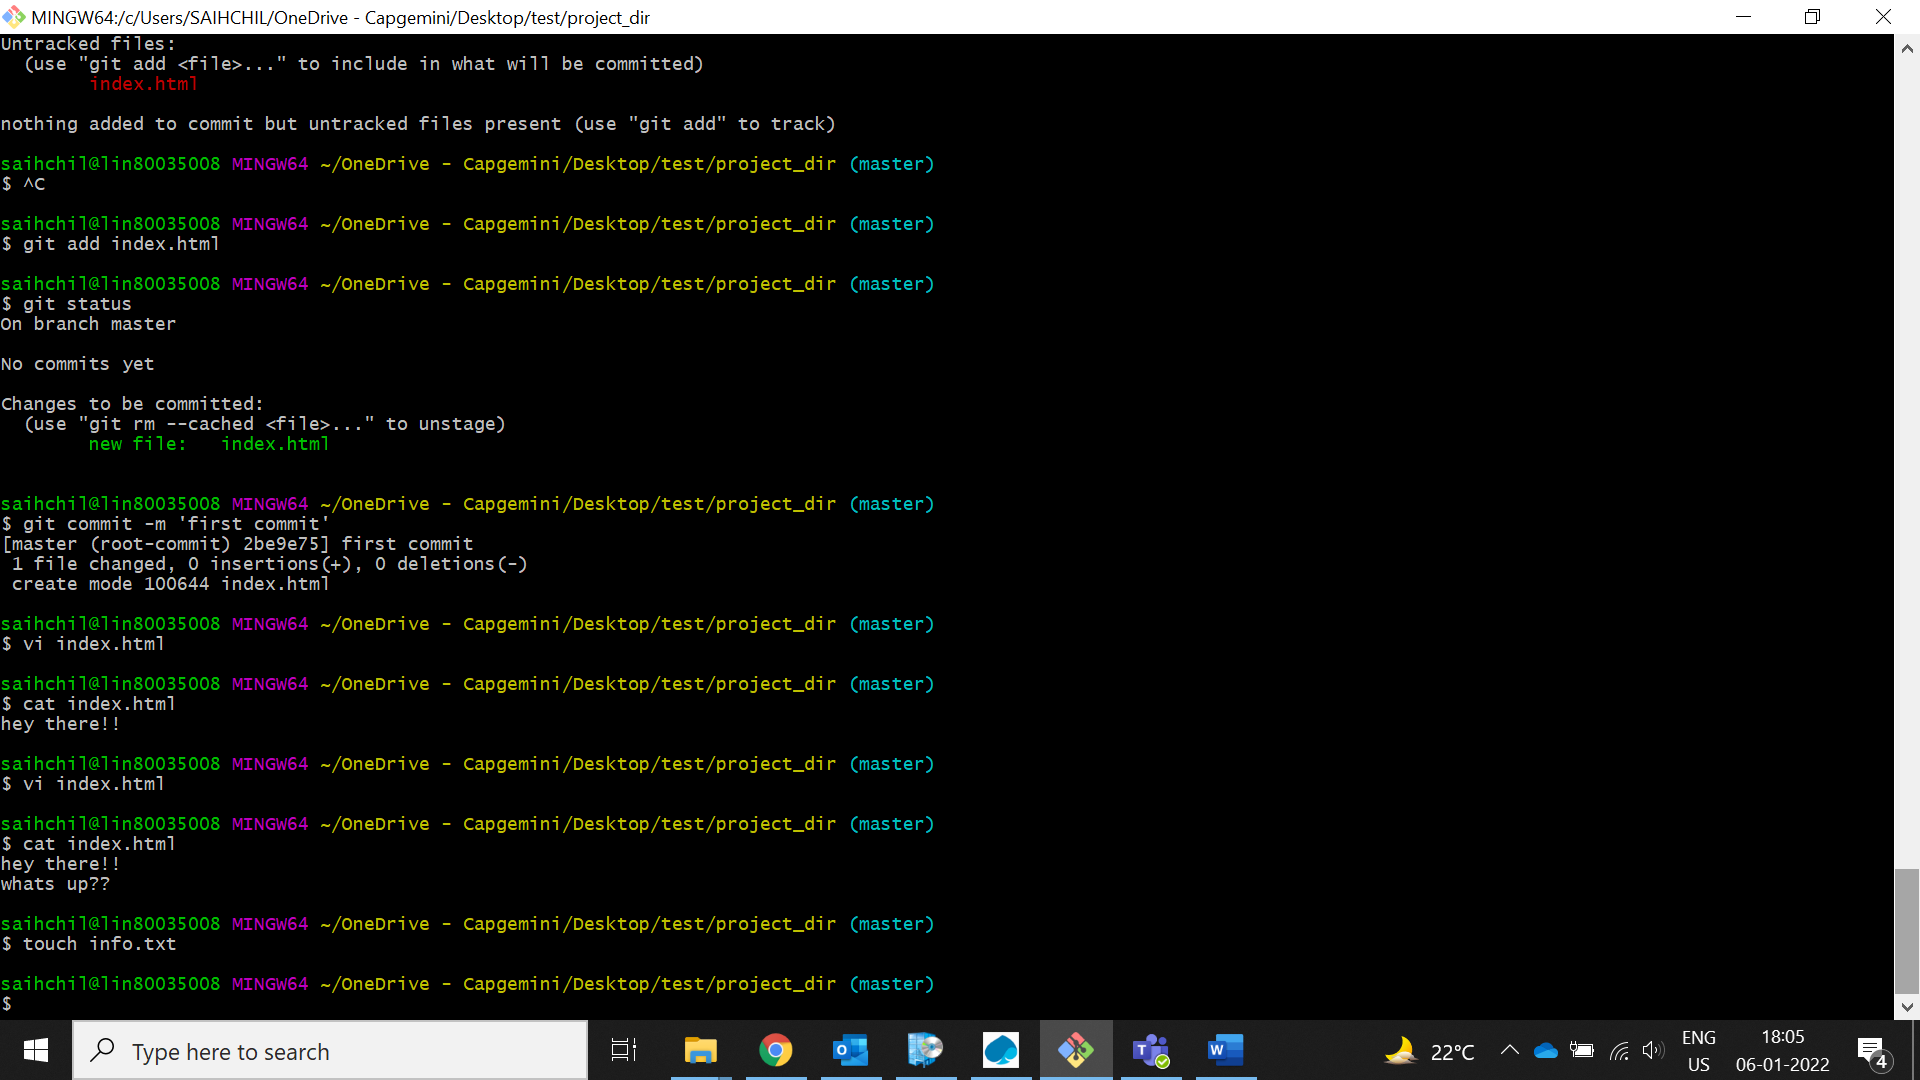 MINGW64:/c/Users/SAIHCHIL/OneDrive - Capgemini/Desktop/test/project_dir
Untracked files:
  (use "git add <file>..." to include in what will be committed)
        index.html

nothing added to commit but untracked files present (use "git add" to track)

saihchil@lin80035008 MINGW64 ~/OneDrive - Capgemini/Desktop/test/project_dir (master)
$ ^C

saihchil@lin80035008 MINGW64 ~/OneDrive - Capgemini/Desktop/test/project_dir (master)
$ git add index.html

saihchil@lin80035008 MINGW64 ~/OneDrive - Capgemini/Desktop/test/project_dir (master)
$ git status
On branch master

No commits yet

Changes to be committed:
  (use "git rm --cached <file>..." to unstage)
        new file:   index.html


saihchil@lin80035008 MINGW64 ~/OneDrive - Capgemini/Desktop/test/project_dir (master)
$ git commit -m 'first commit'
[master (root-commit) 2be9e75] first commit
 1 file changed, 0 insertions(+), 0 deletions(-)
 create mode 100644 index.html

saihchil@lin80035008 MINGW64 ~/OneDrive - Capgemini/Desktop/test/project_dir (master)
$ vi index.html

saihchil@lin80035008 MINGW64 ~/OneDrive - Capgemini/Desktop/test/project_dir (master)
$ cat index.html
hey there!!

saihchil@lin80035008 MINGW64 ~/OneDrive - Capgemini/Desktop/test/project_dir (master)
$ vi index.html

saihchil@lin80035008 MINGW64 ~/OneDrive - Capgemini/Desktop/test/project_dir (master)
$ cat index.html
hey there!!
whats up??

saihchil@lin80035008 MINGW64 ~/OneDrive - Capgemini/Desktop/test/project_dir (master)
$ touch info.txt

saihchil@lin80035008 MINGW64 ~/OneDrive - Capgemini/Desktop/test/project_dir (master)
$
Type here to search
22°C
ENG
US
18:05
06-01-2022
4